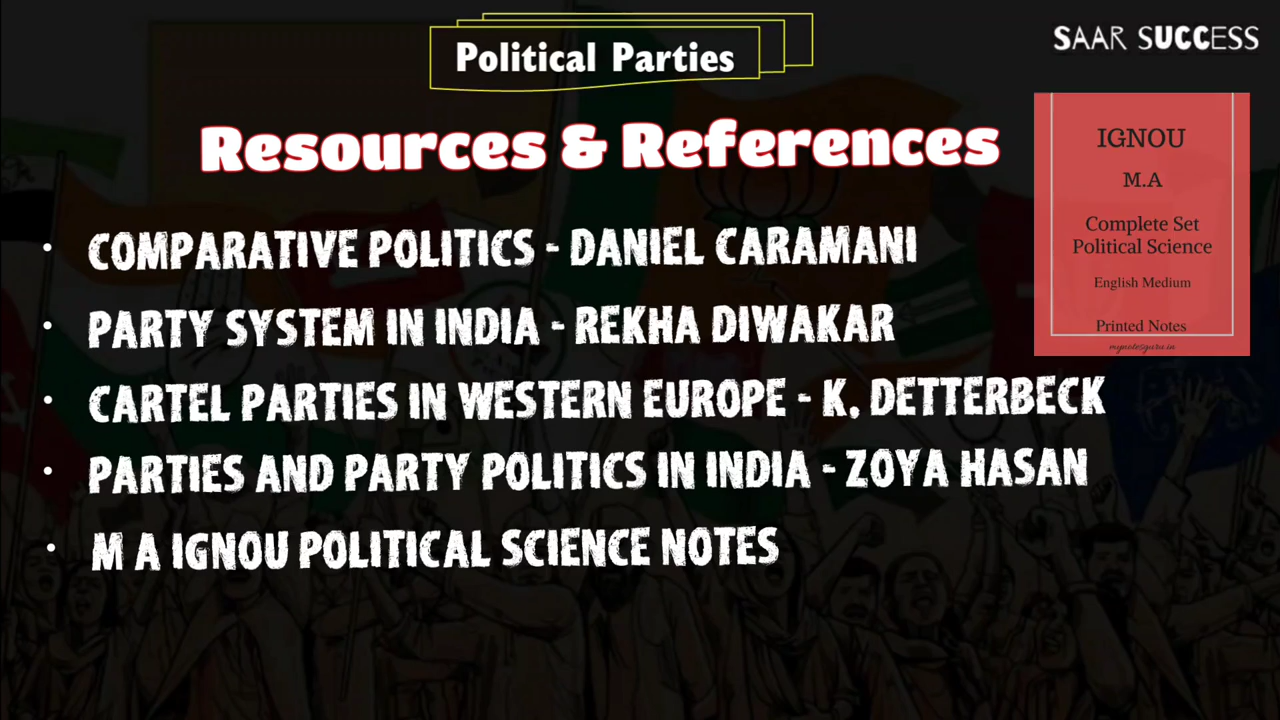 Political Parties
SAAR SUCCESS
Resources & References
IGNOU
M.A
Complete Set
Political Science
English Medium
Printed Notes
mynotesguru.in
• COMPARATIVE POLITICS - DANIEL CARAMANI
• PARTY SYSTEM IN INDIA - REKHA DIWAKAR
• CARTEL PARTIES IN WESTERN EUROPE - K. DETTERBECK
• PARTIES AND PARTY POLITICS IN INDIA - ZOYA HASAN
• M A IGNOU POLITICAL SCIENCE NOTES